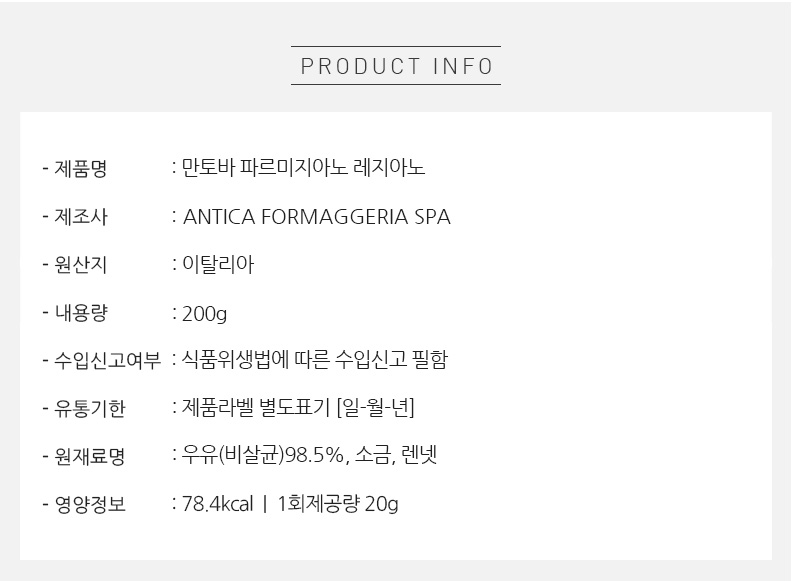 PRODUCT INFO
- 제품명 : 만토바 파르미지아노 레지아노
- 제조사 : ANTICA FORMAGGERIA SPA
- 원산지 : 이탈리아
- 내용량 : 200g
- 수입신고여부 : 식품위생법에 따른 수입신고 필함
- 유통기한 : 제품라벨 별도표기 [일-월-년]
- 원재료명 : 우유(비살균)98.5%, 소금, 렌넷
- 영양정보 : 78.4kcal | 1회제공량 20g